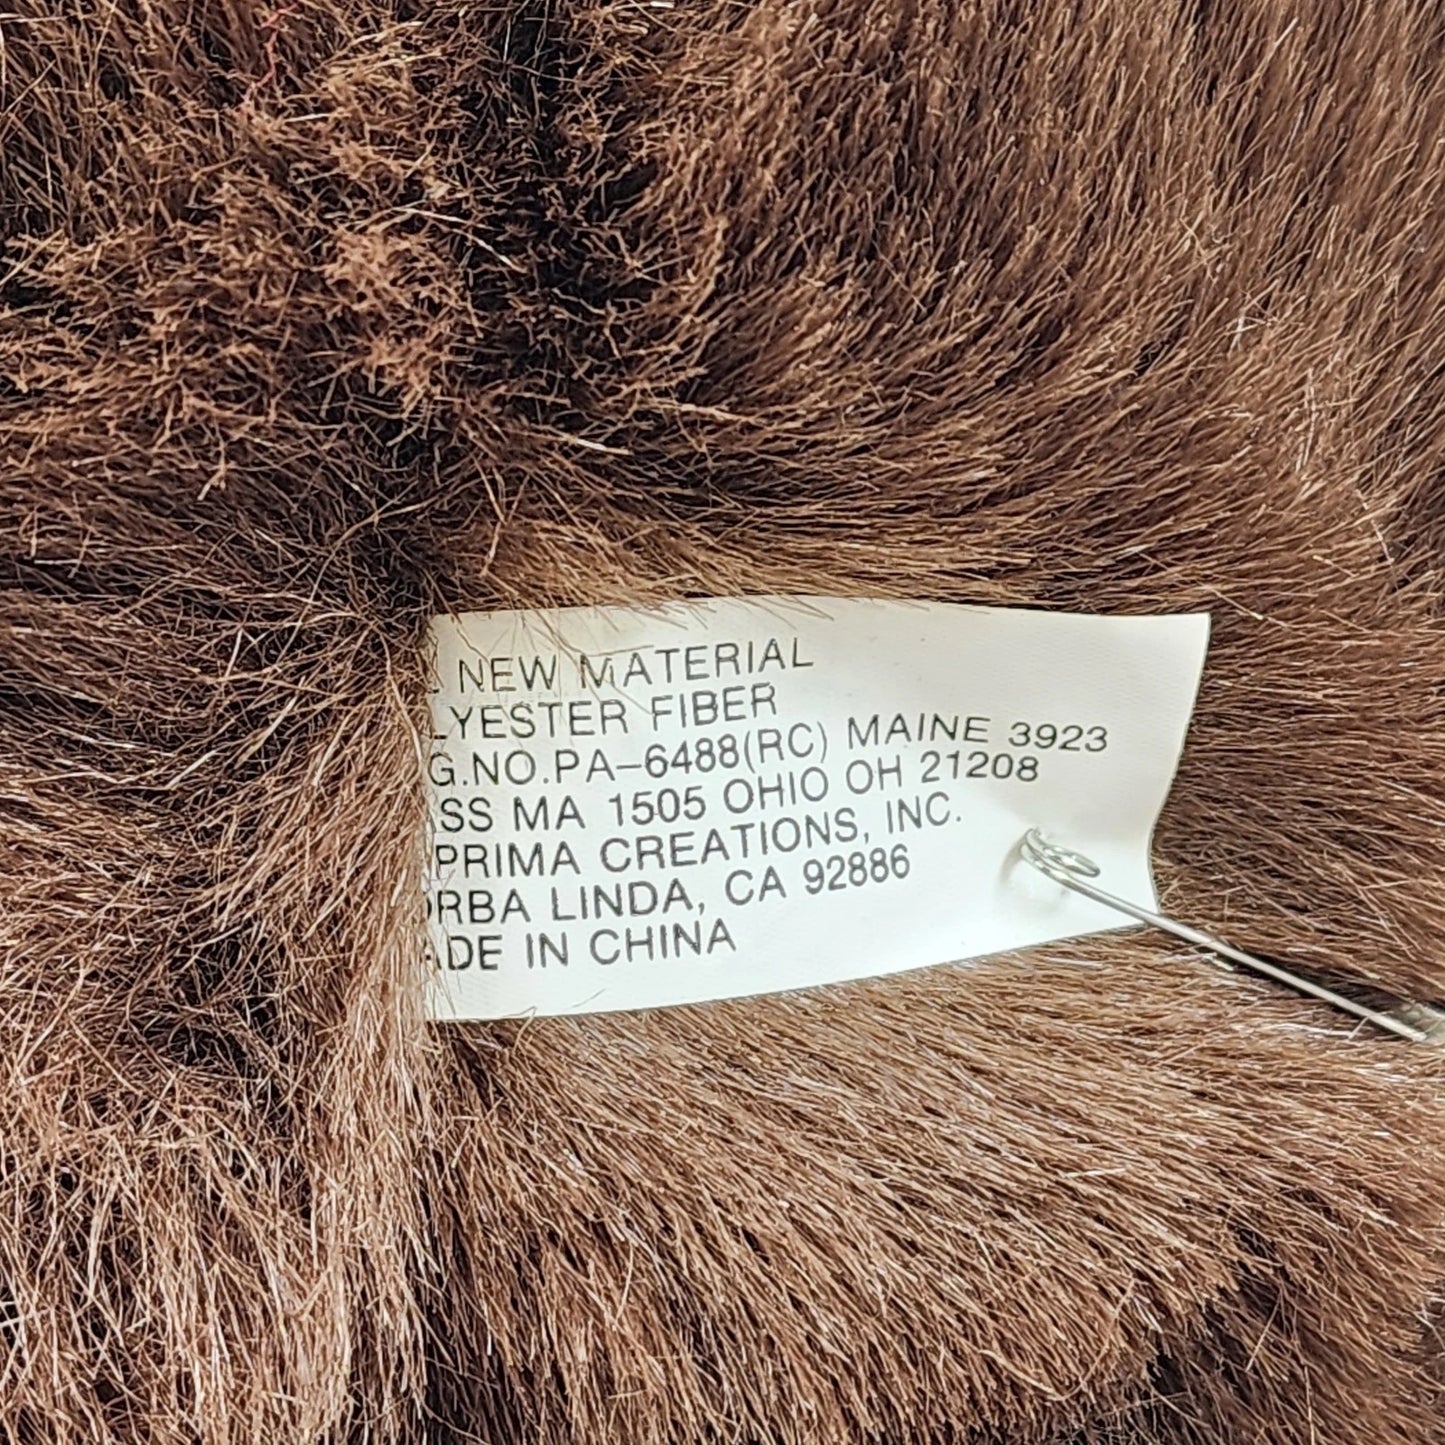 NEW MATERIAL
LYESTER FIBER
G.NO.PA-6488(RC) MAINE 3923
SS MA 1505 OHIO OH 21208
PRIMA CREATIONS, INC.
RBA LINDA, CA 92886
ADE IN CHINA